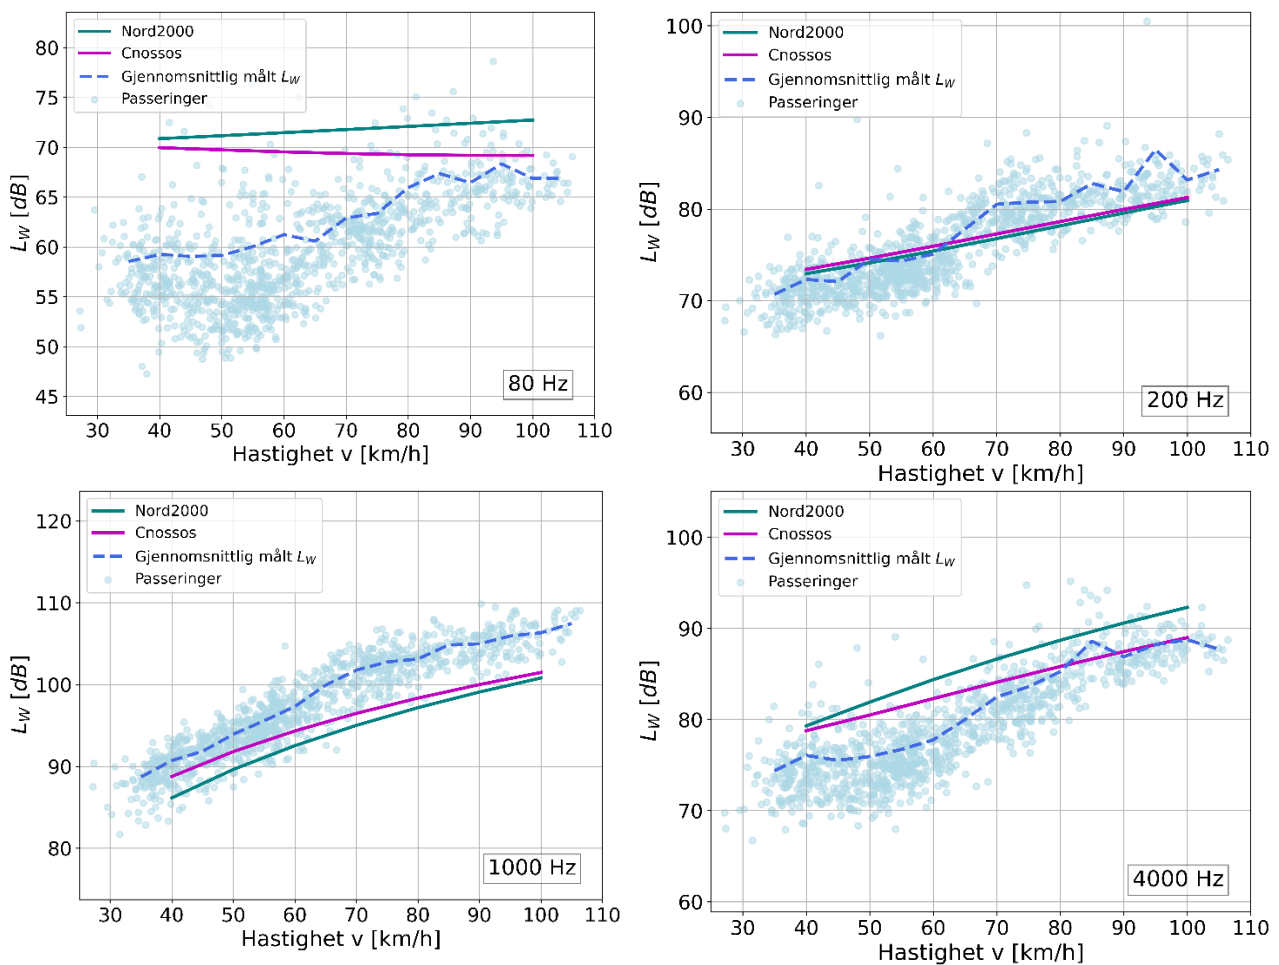 Nord2000
Cnossos
Gjennomsnittlig målt L_W
Passeringer
80
75
70
65
60
55
50
45
L_W [dB]
80 Hz
30 40 50 60 70 80 90 100 110
Hastighet v [km/h]
Nord2000
Cnossos
Gjennomsnittlig målt L_W
Passeringer
100
90
80
70
60
L_W [dB]
200 Hz
30 40 50 60 70 80 90 100 110
Hastighet v [km/h]
Nord2000
Cnossos
Gjennomsnittlig målt L_W
Passeringer
120
110
100
90
80
L_W [dB]
1000 Hz
30 40 50 60 70 80 90 100 110
Hastighet v [km/h]
Nord2000
Cnossos
Gjennomsnittlig målt L_W
Passeringer
100
90
80
70
60
L_W [dB]
4000 Hz
30 40 50 60 70 80 90 100 110
Hastighet v [km/h]